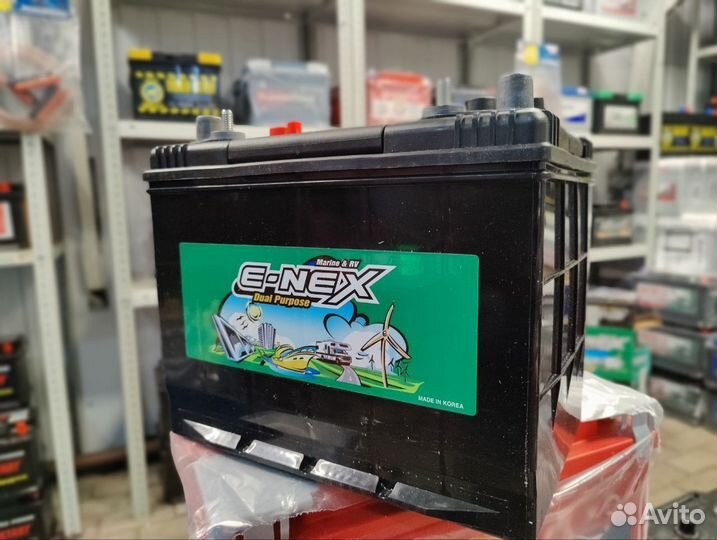 Marine & RV
E-NEX
Dual Purpose
MADE IN KOREA
Avito